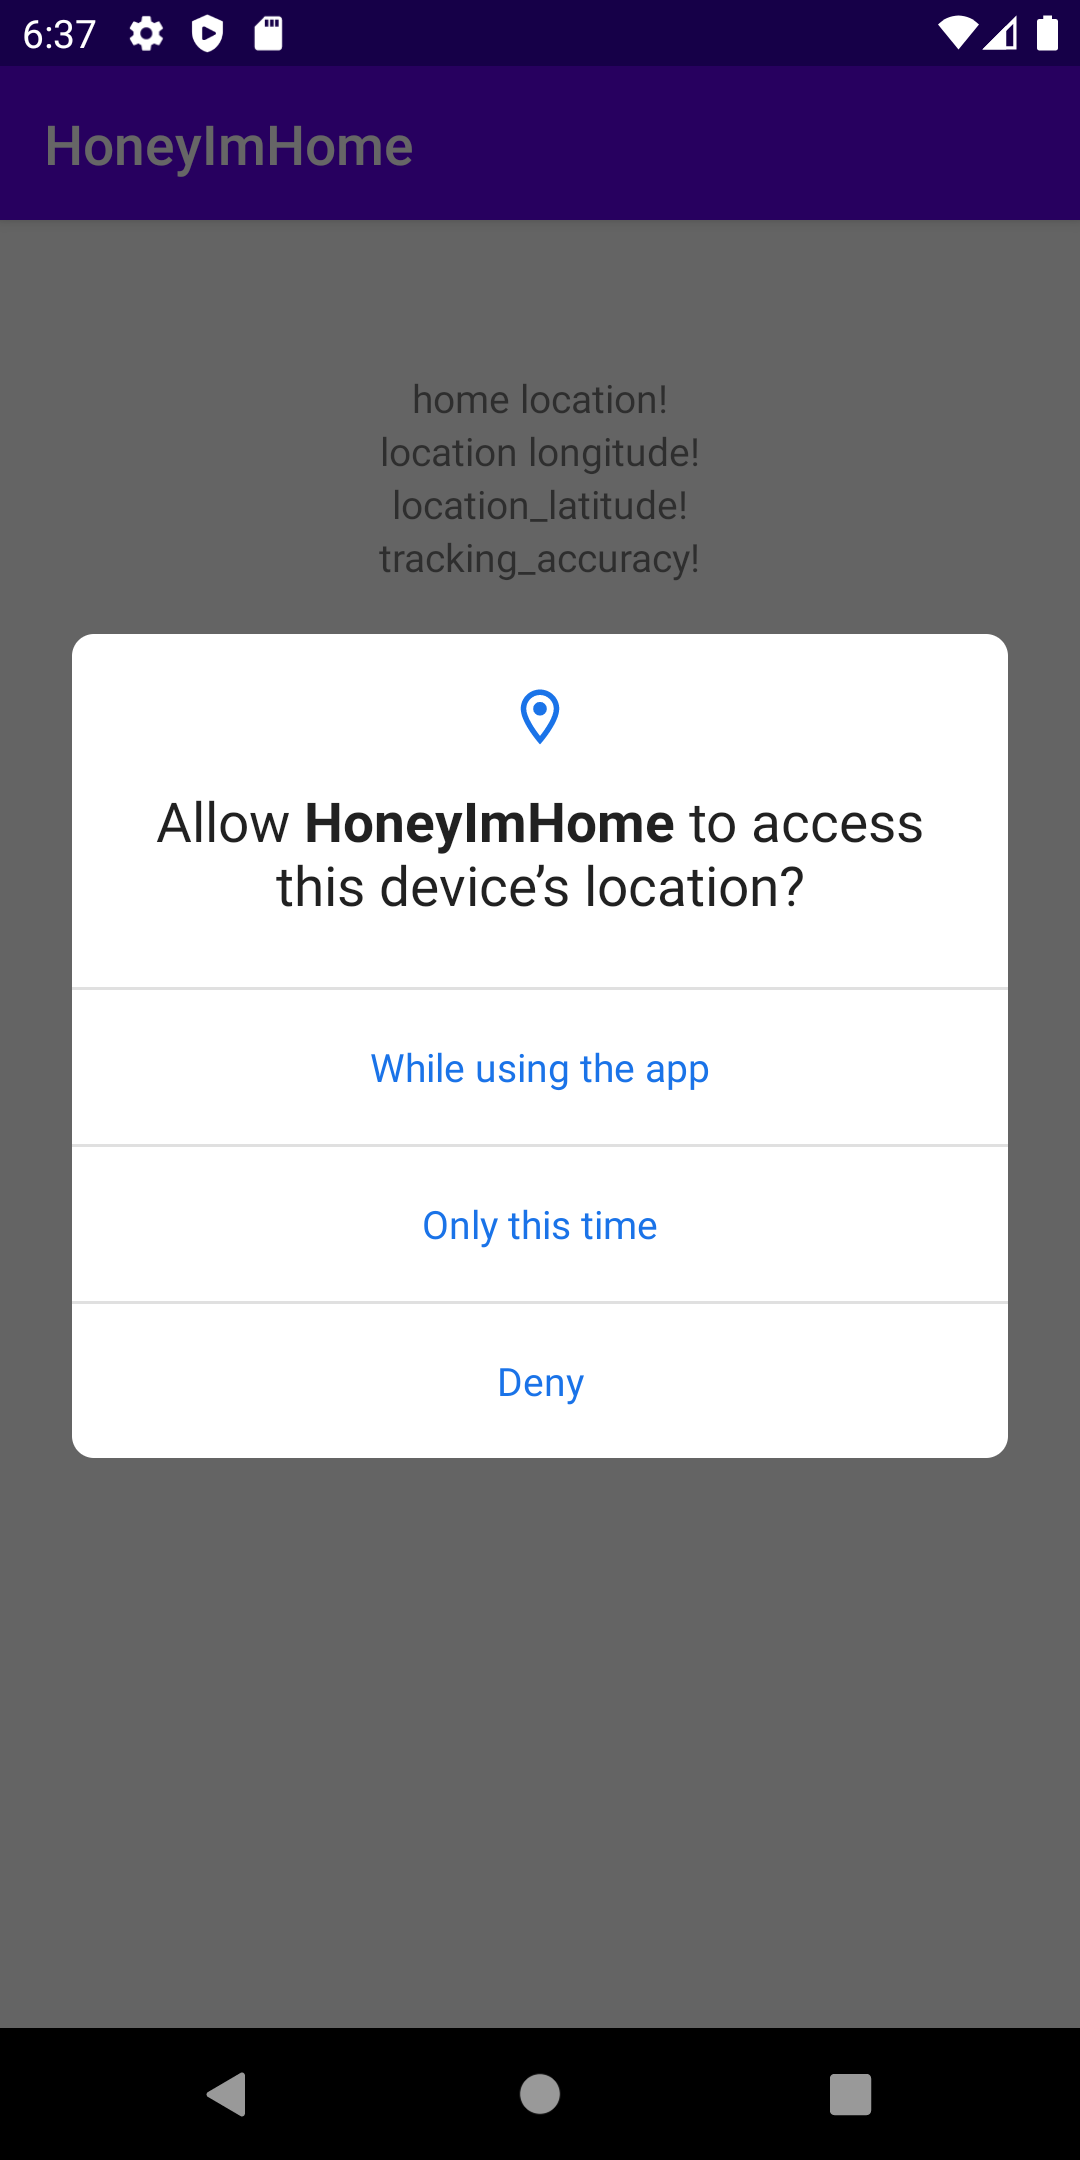 6:37
HoneyImHome
home location!
location longitude!
location_latitude!
tracking_accuracy!
Allow HoneyImHome to access
this device’s location?
While using the app
Only this time
Deny